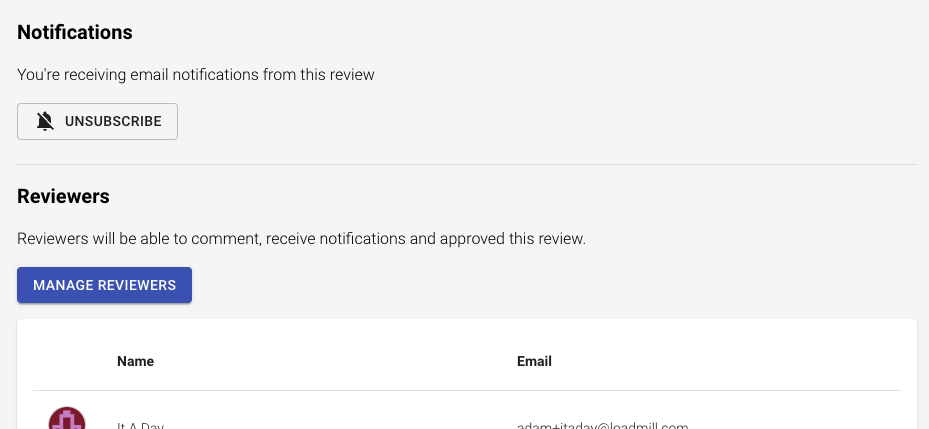 Notifications
You're receiving email notifications from this review
UNSUBSCRIBE
Reviewers
Reviewers will be able to comment, receive notifications and approved this review.
MANAGE REVIEWERS
Name Email
It A Day adam+itaday@loadmill.com